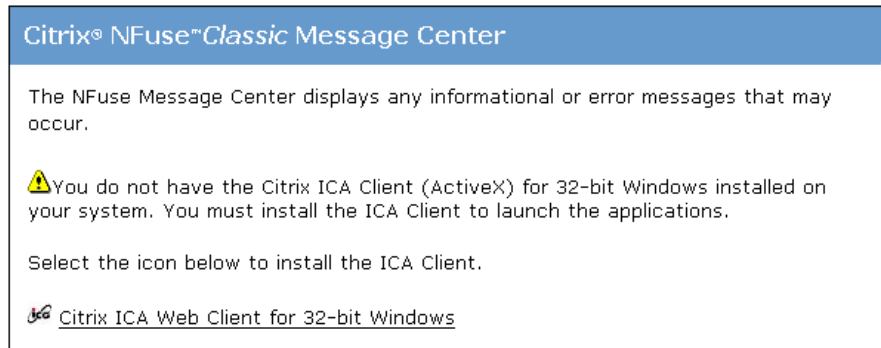 Citrix® NFuse™Classic Message Center
The NFuse Message Center displays any informational or error messages that may
occur.
You do not have the Citrix ICA Client (ActiveX) for 32-bit Windows installed on
your system. You must install the ICA Client to launch the applications.
Select the icon below to install the ICA Client.
Citrix ICA Web Client for 32-bit Windows